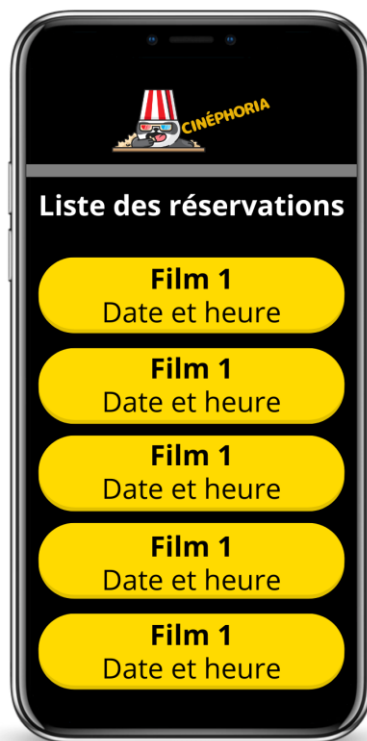 CINÉPHORIA
Liste des réservations
Film 1
Date et heure
Film 1
Date et heure
Film 1
Date et heure
Film 1
Date et heure
Film 1
Date et heure